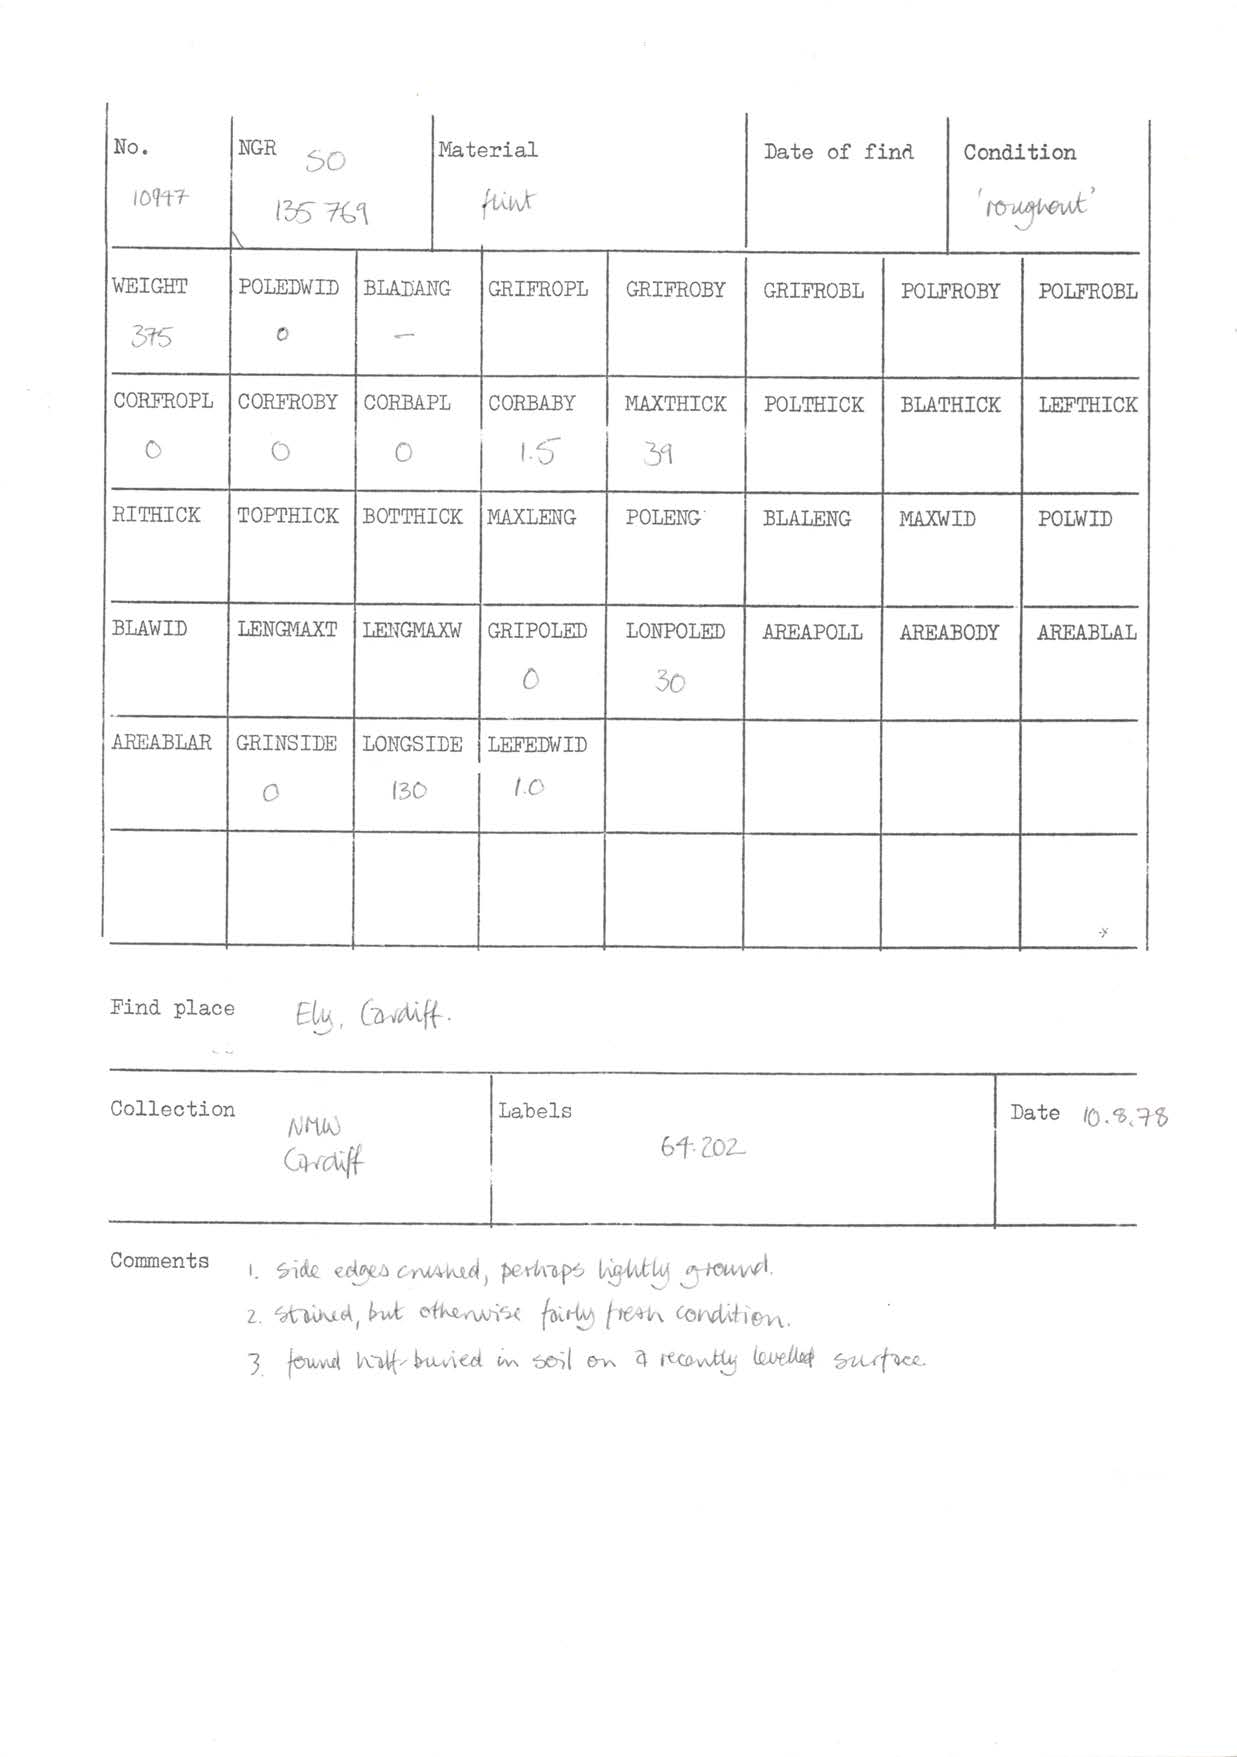 No. NGR SO Material Date of find Condition
10947 135 769 flint 'roughout'
WEIGHT POLEDWID BLADANG GRIFROPL GRIFROBY GRIFROBL POLFROBY POLFROBL
375 0 —
CORFROPL CORFROBY CORBAPL CORBABY MAXTHICK POLTHICK BLATHICK LEFTHICK
0 0 0 1.5 39
RITHICK TOPTHICK BOTTHICK MAXLENG POLENG BLALENG MAXWID POLWID
BLAWID LENGMAXT LENGMAXW GRIPOLED LONPOLED AREAPOLL AREABODY AREABLAL
0 30
AREABLAR GRINSIDE LONGSIDE LEFEDWID
0 130 1.0
Find place Ely, Cardiff.
Collection NMW Labels Date 10.8.78
Cardiff 64.202
Comments 1. side edges crushed, perhaps lightly ground.
2. stained, but otherwise fairly fresh condition.
3. found half-buried in soil on a recently levelled surface.